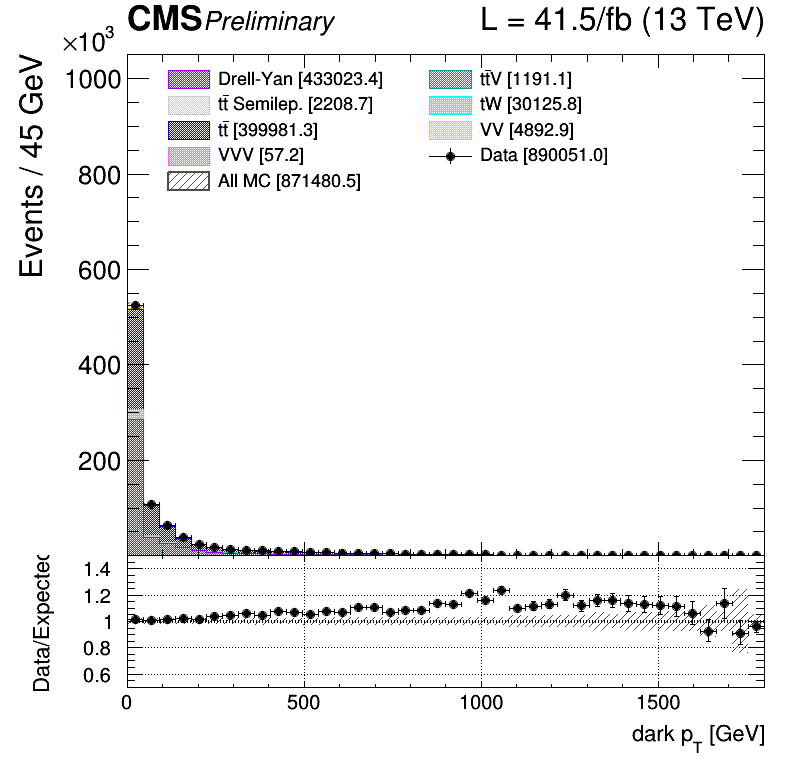 CMS Preliminary L = 41.5/fb (13 TeV)
×10³
Events / 45 GeV
1000
800
600
400
200
Drell-Yan [433023.4]
tt̄ Semilep. [2208.7]
tt̄ [399981.3]
VVV [57.2]
All MC [871480.5]
tt̄V [1191.1]
tW [30125.8]
VV [4892.9]
Data [890051.0]
Data/Expected
1.4
1.2
1
0.8
0.6
0 500 1000 1500
dark p_T [GeV]